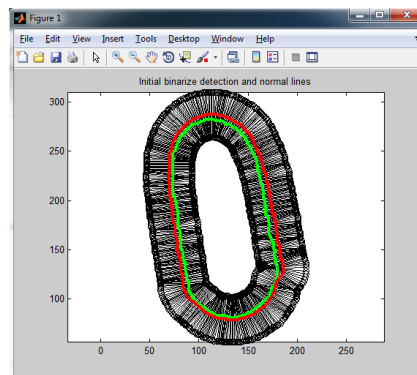 Figure 1
File Edit View Insert Tools Desktop Window Help
Initial binarize detection and normal lines
300
250
200
150
100
0 50 100 150 200 250